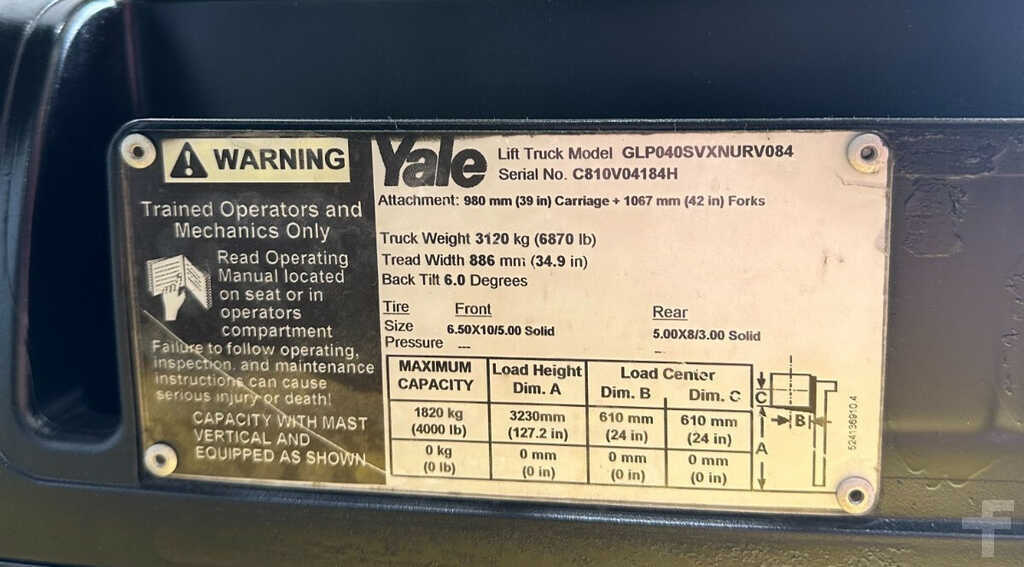 WARNING
Trained Operators and
Mechanics Only
Read Operating
Manual located
on seat or in
operators
compartment
Failure to follow operating,
inspection, and maintenance
instructions can cause
serious injury or death!
CAPACITY WITH MAST
VERTICAL AND
EQUIPPED AS SHOWN
Yale
Lift Truck Model GLP040SVXNURV084
Serial No. C810V04184H
Attachment: 980 mm (39 in) Carriage + 1067 mm (42 in) Forks
Truck Weight 3120 kg (6870 lb)
Tread Width 886 mm (34.9 in)
Back Tilt 6.0 Degrees
Tire Front Rear
Size 6.50X10/5.00 Solid 5.00X8/3.00 Solid
Pressure --- --
MAXIMUM CAPACITY Load Height Dim. A Load Center Dim. B Dim. C
1820 kg 3230mm 610 mm 610 mm
(4000 lb) (127.2 in) (24 in) (24 in)
0 kg 0 mm 0 mm 0 mm
(0 lb) (0 in) (0 in) (0 in)
C
B
A
524136910.4
F